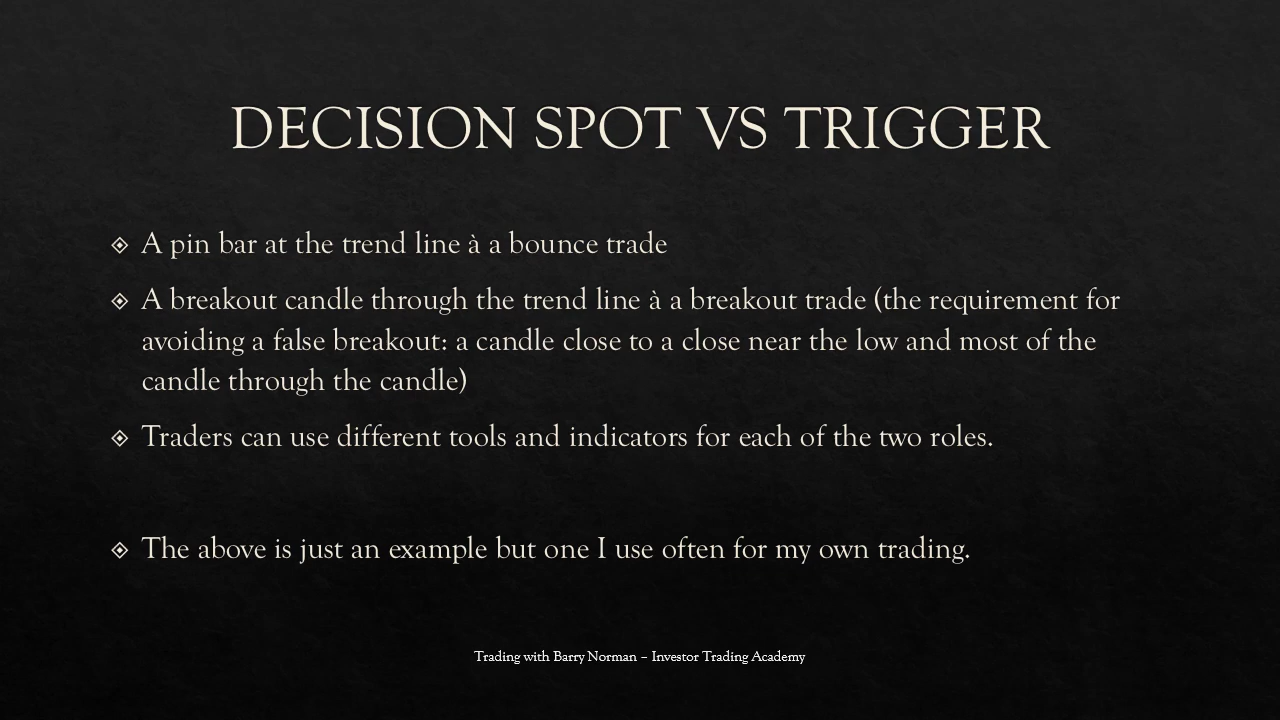 DECISION SPOT VS TRIGGER
A pin bar at the trend line à a bounce trade
A breakout candle through the trend line à a breakout trade (the requirement for
avoiding a false breakout: a candle close to a close near the low and most of the
candle through the candle)
Traders can use different tools and indicators for each of the two roles.
The above is just an example but one I use often for my own trading.
Trading with Barry Norman – Investor Trading Academy